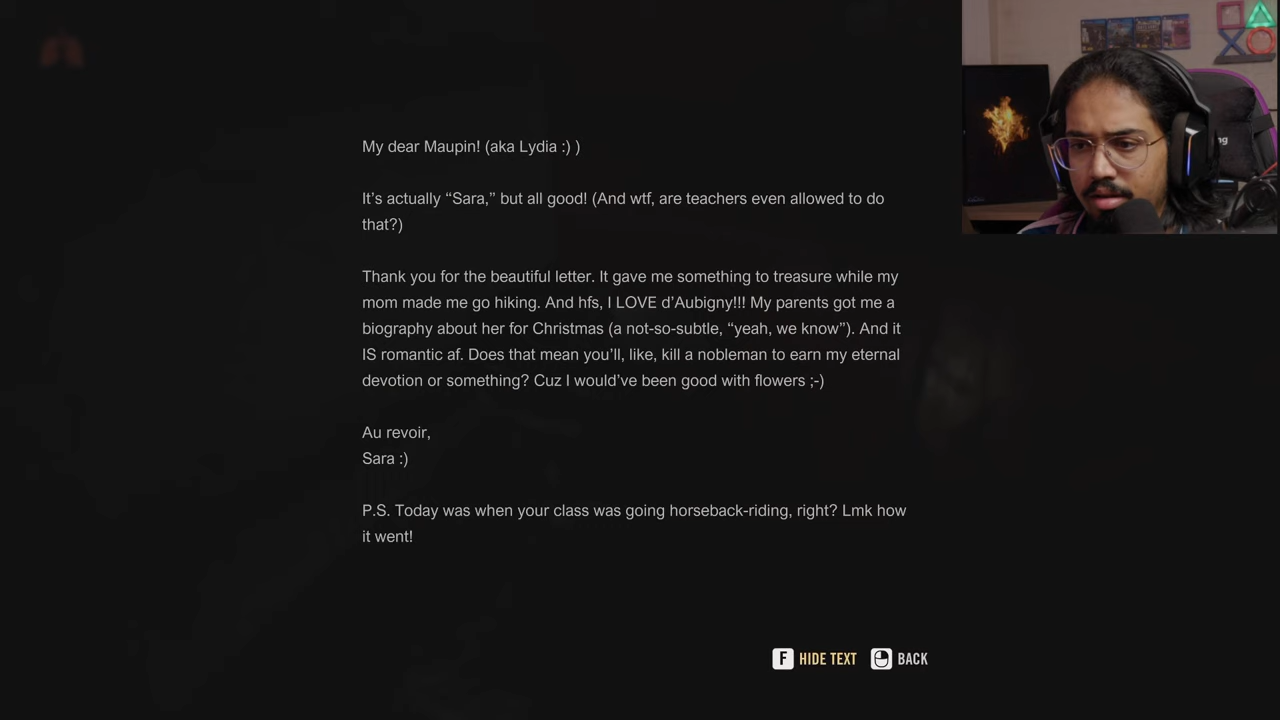 My dear Maupin! (aka Lydia :) )
It's actually “Sara,” but all good! (And wtf, are teachers even allowed to do
that?)
Thank you for the beautiful letter. It gave me something to treasure while my
mom made me go hiking. And hfs, I LOVE d'Aubigny!!! My parents got me a
biography about her for Christmas (a not-so-subtle, “yeah, we know”). And it
IS romantic af. Does that mean you'll, like, kill a nobleman to earn my eternal
devotion or something? Cuz I would've been good with flowers ;-)
Au revoir,
Sara :)
P.S. Today was when your class was going horseback-riding, right? Lmk how
it went!
F HIDE TEXT BACK